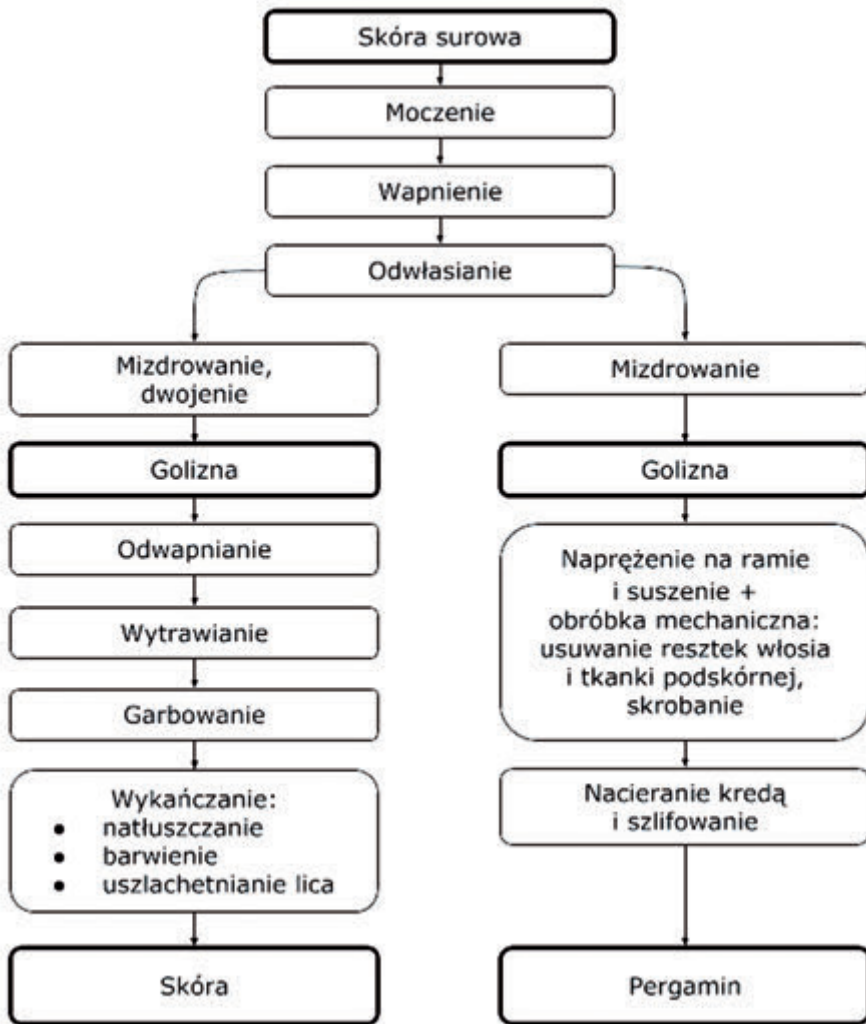 Skóra surowa
Moczenie
Wapnienie
Odwłasianie
Mizdrowanie,
dwojenie
Golizna
Odwapnianie
Wytrawianie
Garbowanie
Wykańczanie:
• natłuszczanie
• barwienie
• uszlachetnianie lica
Skóra
Mizdrowanie
Golizna
Naprężenie na ramie
i suszenie +
obróbka mechaniczna:
usuwanie resztek włosia
i tkanki podskórnej,
skrobanie
Nacieranie kredą
i szlifowanie
Pergamin